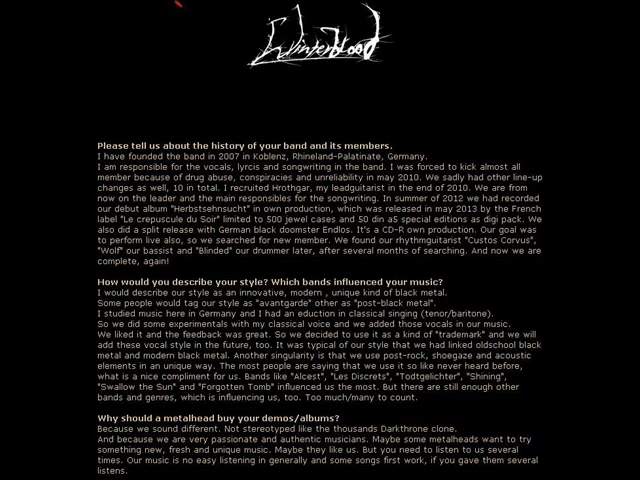 Winterblood
Please tell us about the history of your band and its members.
I have founded the band in 2007 in Koblenz, Rhineland-Palatinate, Germany.
I am responsible for the vocals, lyrcis and songwriting in the band. I was forced to kick almost all
member because of drug abuse, conspiracies and unreliability in may 2010. We sadly had other line-up
changes as well, 10 in total. I recruited Hrothgar, my leadguitarist in the end of 2010. We are from
now on the leader and the main responsibles for the songwriting. In summer of 2012 we had recorded
our debut album "Herbstsehnsucht" in own production, which was released in may 2013 by the French
label "Le crepuscule du Soir" limited to 500 jewel cases and 50 din a5 special editions as digi pack. We
also did a split release with German black doomster Endlos. It's a CD-R own production. Our goal was
to perform live also, so we searched for new member. We found our rhythmguitarist "Custos Corvus",
"Wolf" our bassist and "Blinded" our drummer later, after several months of searching. And now we are
complete, again!
How would you describe your style? Which bands influenced your music?
I would describe our style as an innovative, modern , unique kind of black metal.
Some people would tag our style as "avantgarde" other as "post-black metal".
I studied music here in Germany and I had an eduction in classical singing (tenor/baritone).
So we did some experimentals with my classical voice and we added those vocals in our music.
We liked it and the feedback was great. So we decided to use it as a kind of "trademark" and we will
add these vocal style in the future, too. It was typical of our style that we had linked oldschool black
metal and modern black metal. Another singularity is that we use post-rock, shoegaze and acoustic
elements in an unique way. The most people are saying that we use it so like never heard before,
what is a nice compliment for us. Bands like "Alcest", "Les Discrets", "Todtgelichter", "Shining",
"Swallow the Sun" and "Forgotten Tomb" influenced us the most. But there are still enough other
bands and genres, which is influencing us, too. Too much/many to count.
Why should a metalhead buy your demos/albums?
Because we sound different. Not stereotyped like the thousands Darkthrone clone.
And because we are very passionate and authentic musicians. Maybe some metalheads want to try
something new, fresh and unique music. Maybe they like us. But you need to listen to us several
times. Our music is no easy listening in generally and some songs first work, if you gave them several
listens.